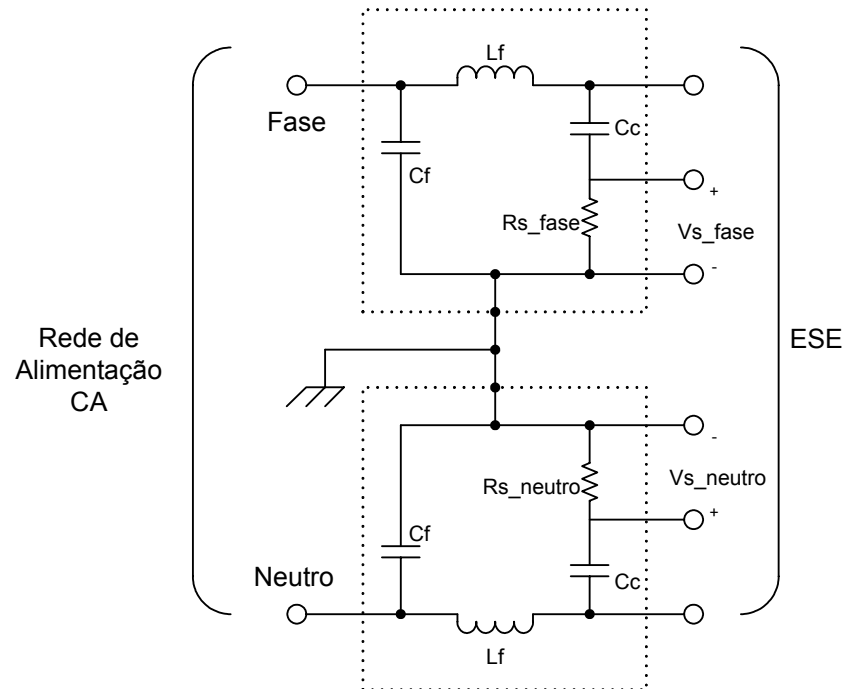 Lf
Fase
Cc
Cf
+
Rs_fase
Vs_fase
-
Rede de
Alimentação
CA
ESE
-
Rs_neutro
Vs_neutro
+
Cf
Neutro
Cc
Lf